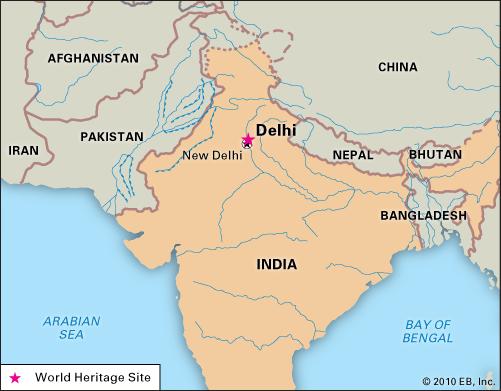 AFGHANISTAN
CHINA
Delhi
PAKISTAN
IRAN
New Delhi
NEPAL
BHUTAN
BANGLADESH
INDIA
ARABIAN
SEA
BAY OF
BENGAL
World Heritage Site
© 2010 EB, Inc.